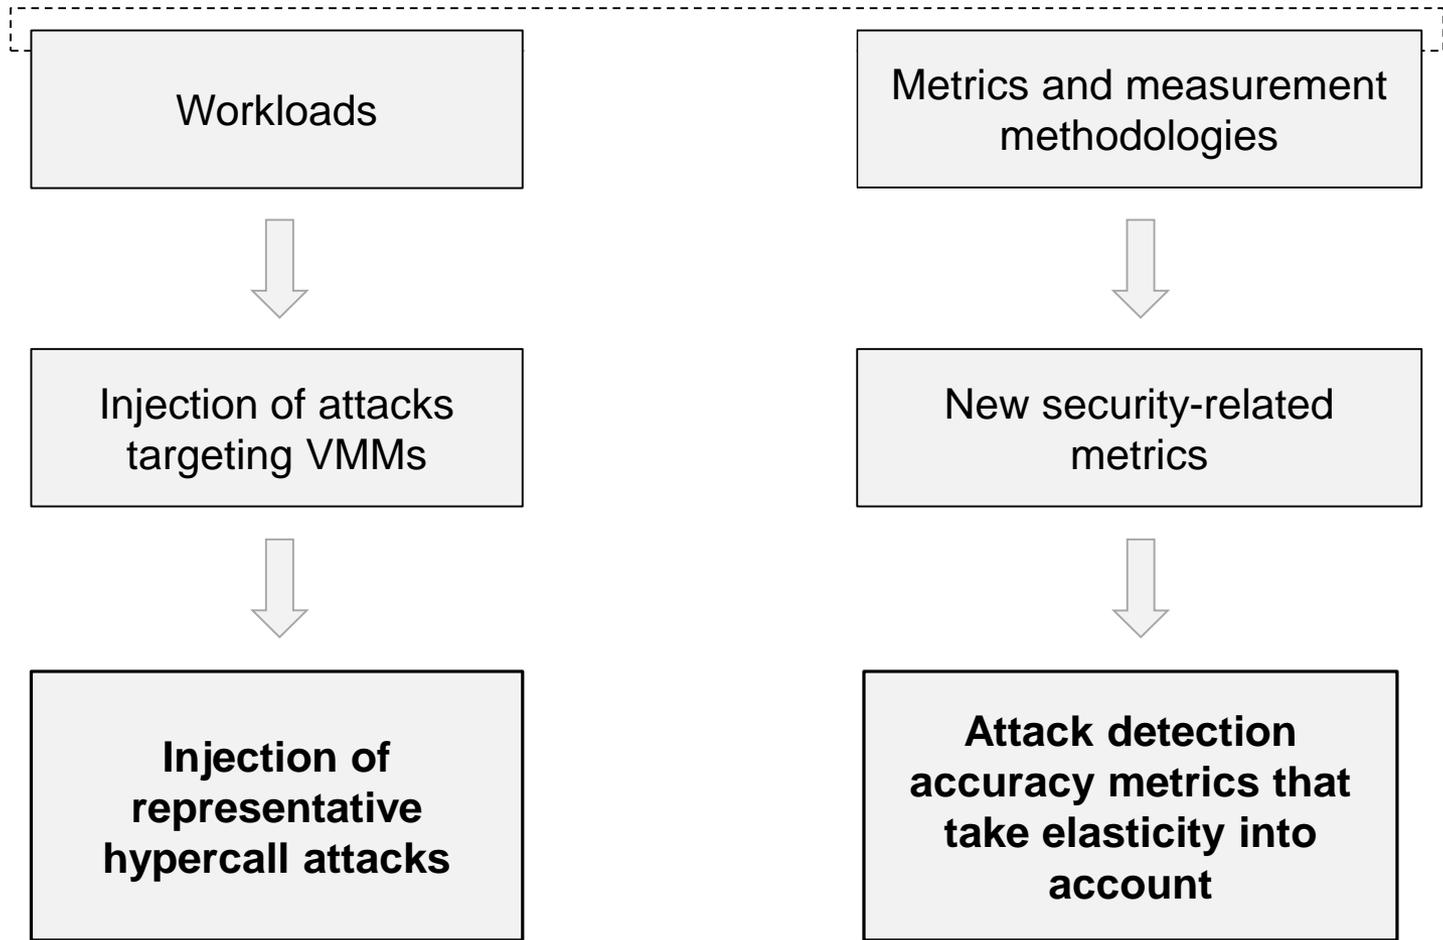 Workloads
Metrics and measurement
methodologies
Injection of attacks
targeting VMMs
New security-related
metrics
Injection of
representative
hypercall attacks
Attack detection
accuracy metrics that
take elasticity into
account